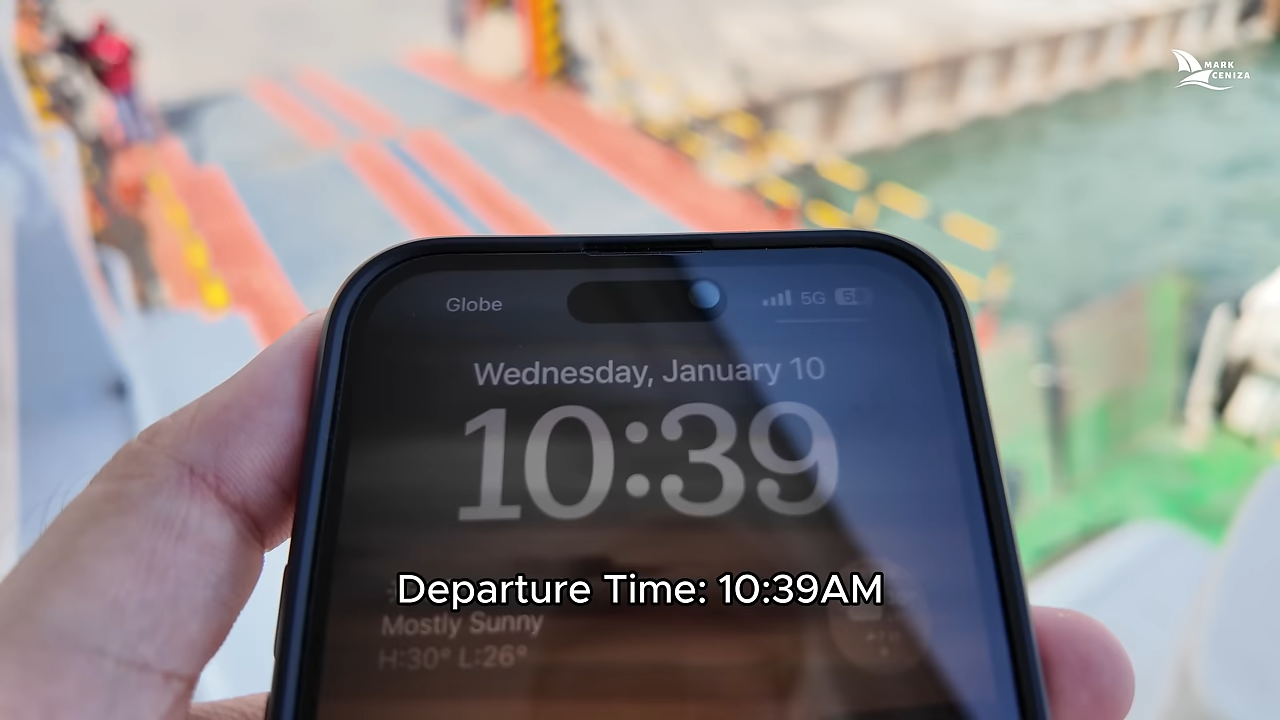 MARK
CENIZA
Globe
5G
Wednesday, January 10
10:39
Departure Time: 10:39AM
Mostly Sunny
H:30° L:26°